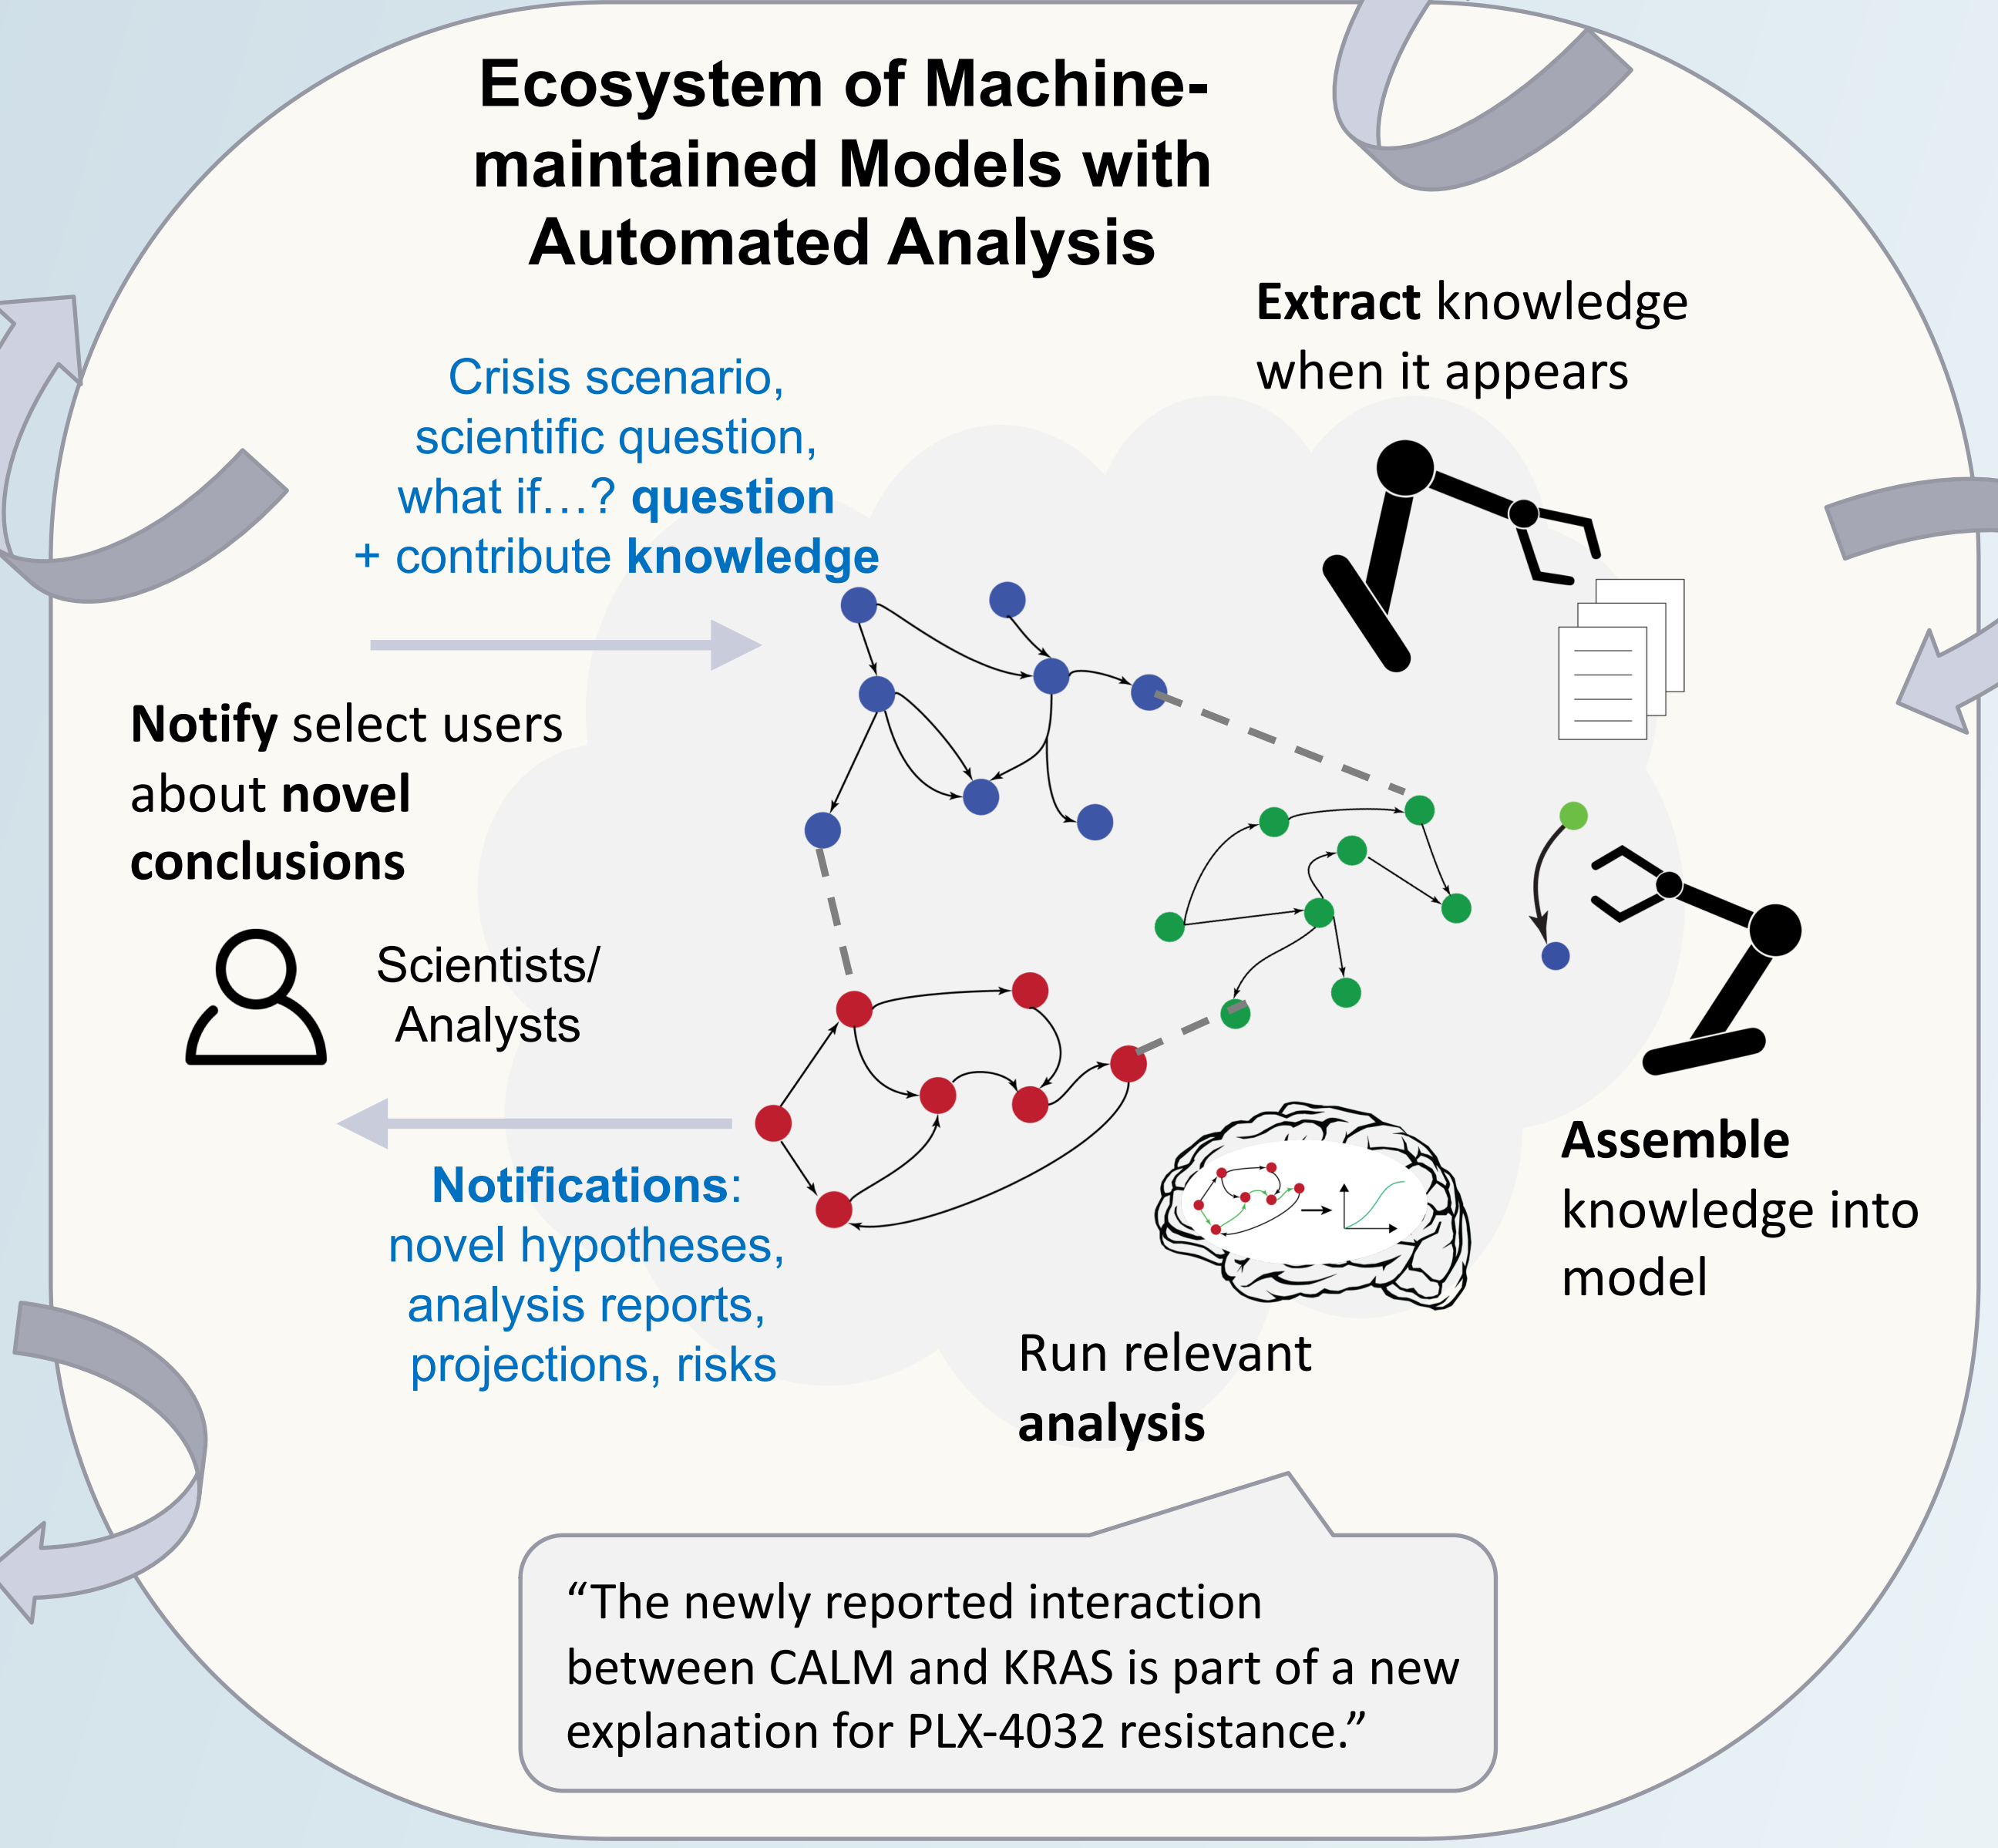 Ecosystem of Machine-
maintained Models with
Automated Analysis
Extract knowledge
when it appears
Crisis scenario,
scientific question,
what if…? question
+ contribute knowledge
Notify select users
about novel
conclusions
Scientists/
Analysts
Notifications:
novel hypotheses,
analysis reports,
projections, risks
Assemble
knowledge into
model
Run relevant
analysis
“The newly reported interaction
between CALM and KRAS is part of a new
explanation for PLX-4032 resistance.”